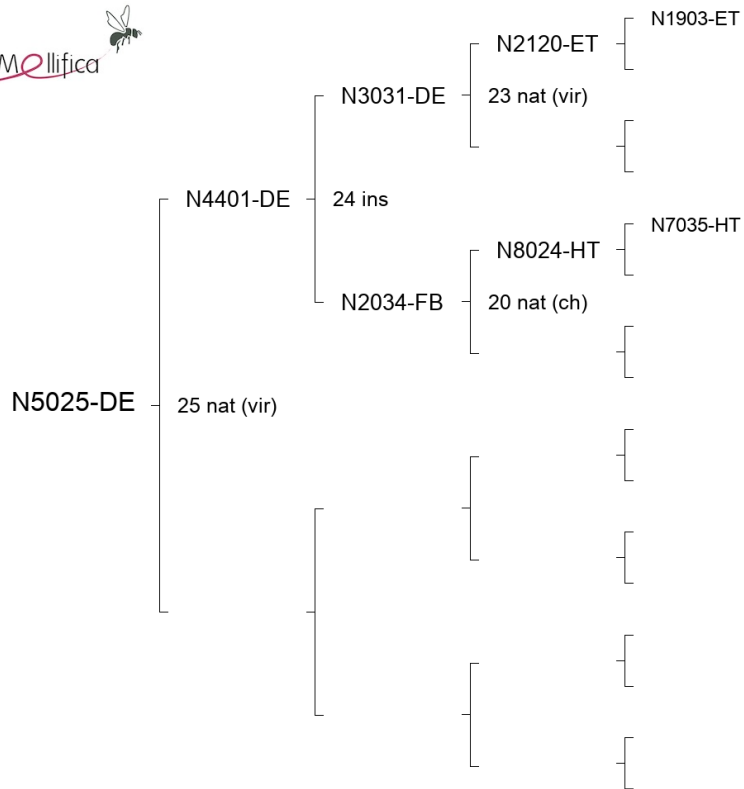 Mellifica
N1903-ET
N2120-ET
N3031-DE
23 nat (vir)
N4401-DE
24 ins
N7035-HT
N8024-HT
N2034-FB
20 nat (ch)
N5025-DE
25 nat (vir)